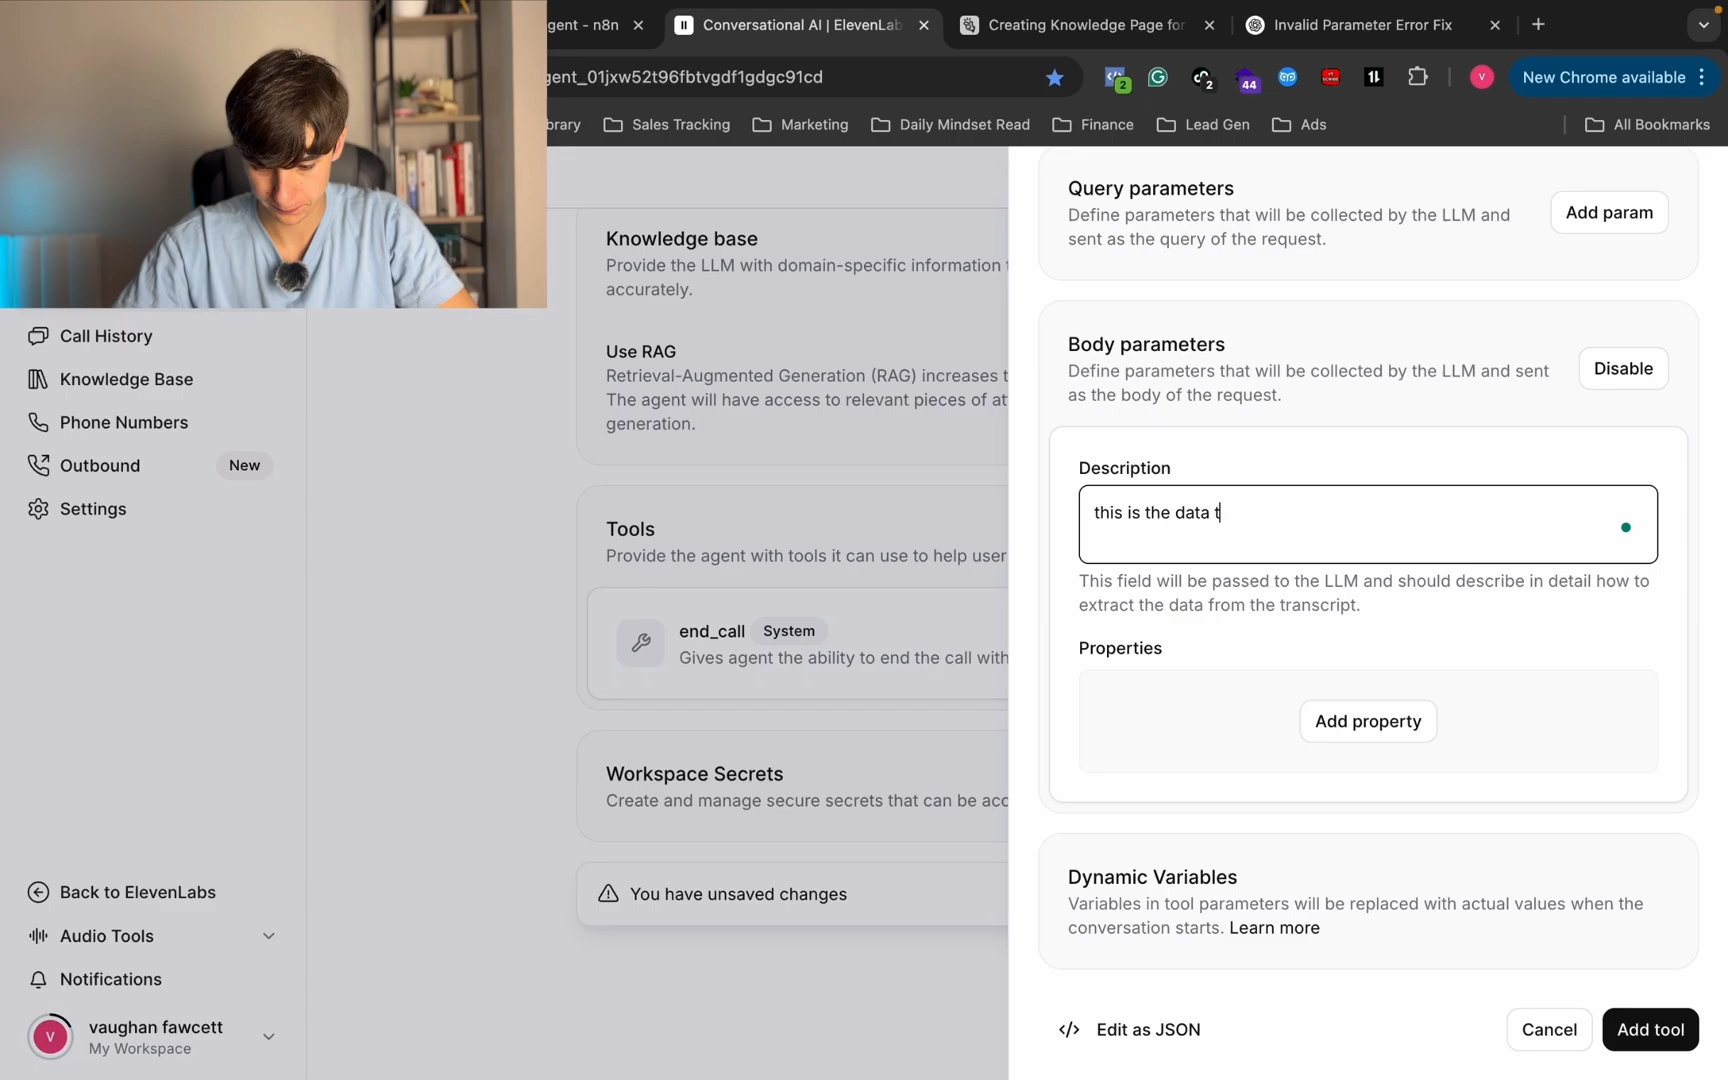 gent - n8n
Conversational AI | ElevenLab
Creating Knowledge Page for
Invalid Parameter Error Fix
gent_01jxw52t96fbtvgdf1gdgc91cd
2
2
44
V
New Chrome available
brary
Sales Tracking
Marketing
Daily Mindset Read
Finance
Lead Gen
Ads
All Bookmarks
Call History
Knowledge Base
Phone Numbers
Outbound
New
Settings
Back to ElevenLabs
Audio Tools
Notifications
V
vaughan fawcett
My Workspace
Knowledge base
Provide the LLM with domain-specific information t
accurately.
Use RAG
Retrieval-Augmented Generation (RAG) increases t
The agent will have access to relevant pieces of at
generation.
Tools
Provide the agent with tools it can use to help user
end_call
System
Gives agent the ability to end the call with
Workspace Secrets
Create and manage secure secrets that can be acc
You have unsaved changes
Query parameters
Define parameters that will be collected by the LLM and
sent as the query of the request.
Add param
Body parameters
Define parameters that will be collected by the LLM and sent
as the body of the request.
Disable
Description
this is the data t
This field will be passed to the LLM and should describe in detail how to
extract the data from the transcript.
Properties
Add property
Dynamic Variables
Variables in tool parameters will be replaced with actual values when the
conversation starts. Learn more
</> Edit as JSON
Cancel
Add tool